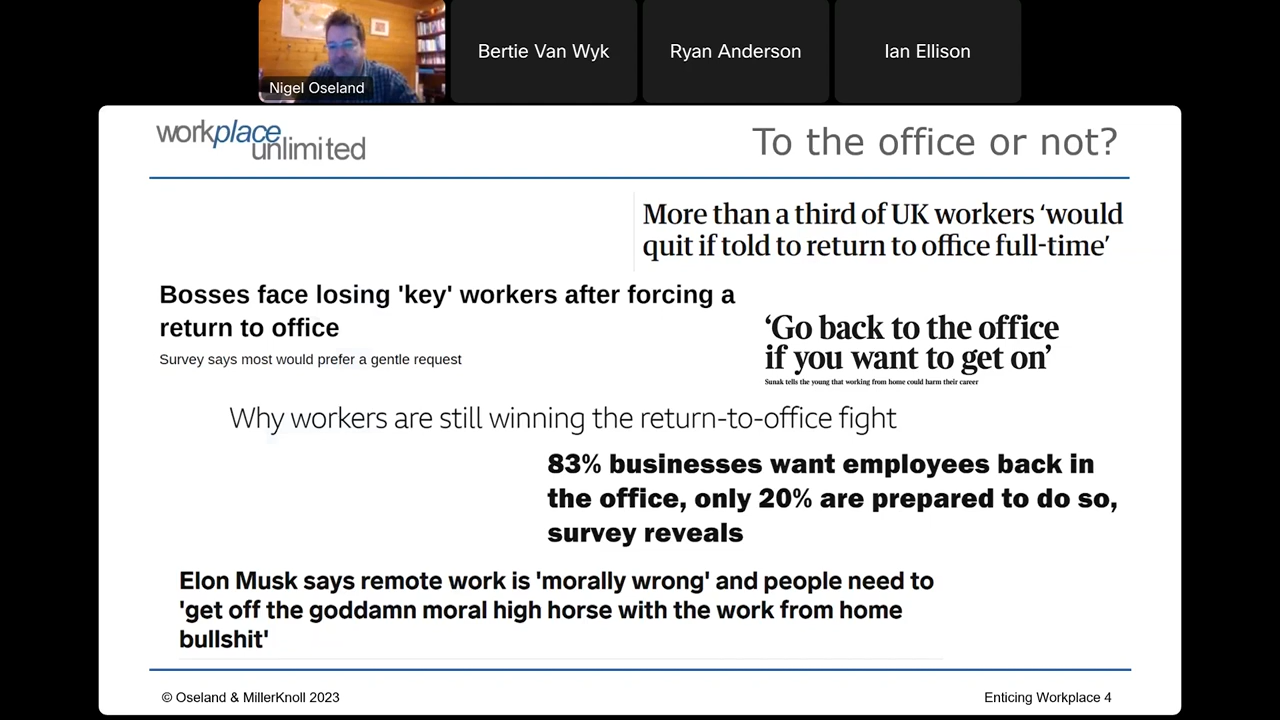 Nigel Oseland
Bertie Van Wyk
Ryan Anderson
Ian Ellison
workplace
unlimited
To the office or not?
More than a third of UK workers ‘would
quit if told to return to office full-time’
Bosses face losing 'key' workers after forcing a
return to office
Survey says most would prefer a gentle request
‘Go back to the office
if you want to get on’
Sunak tells the young that working from home could harm their career
Why workers are still winning the return-to-office fight
83% businesses want employees back in
the office, only 20% are prepared to do so,
survey reveals
Elon Musk says remote work is 'morally wrong' and people need to
'get off the goddamn moral high horse with the work from home
bullshit'
© Oseland & MillerKnoll 2023
Enticing Workplace 4